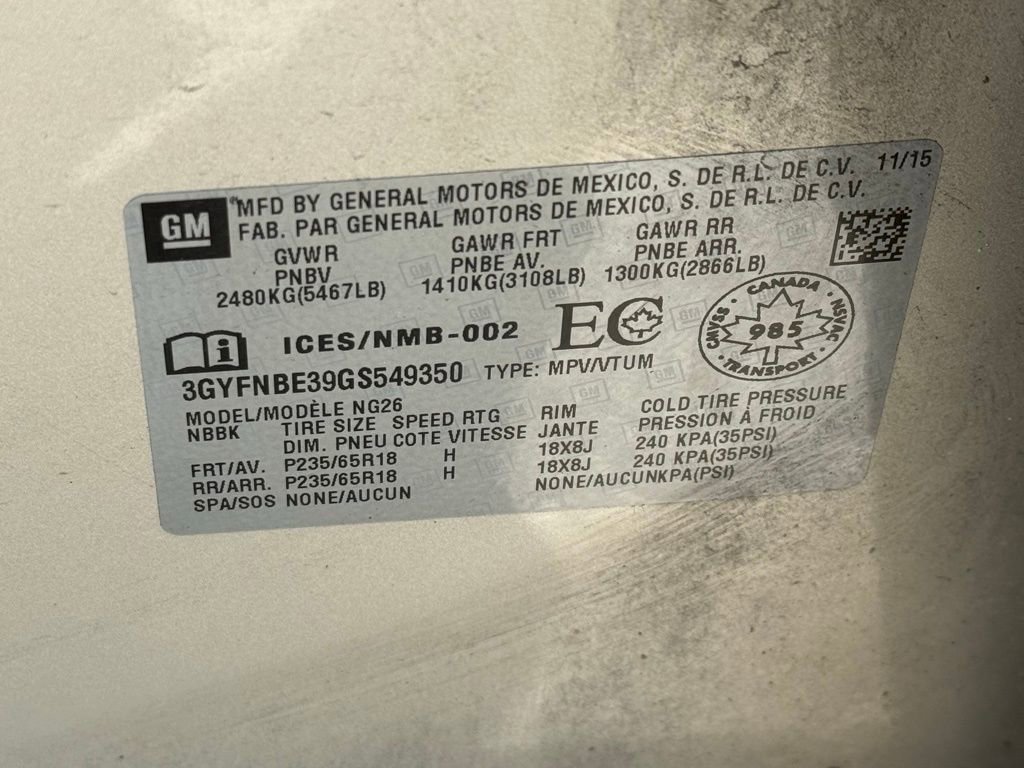 GM
MFD BY GENERAL MOTORS DE MEXICO, S. DE R.L. DE C.V. 11/15
FAB. PAR GENERAL MOTORS DE MEXICO, S. DE R.L. DE C.V.
GVWR GAWR FRT GAWR RR
PNBV PNBE AV. PNBE ARR.
2480KG(5467LB) 1410KG(3108LB) 1300KG(2866LB)
i ICES/NMB-002 EC
CANADA
CMVSS 985 NSVAC
TRANSPORT
3GYFNBE39GS549350 TYPE: MPV/VTUM
MODEL/MODÈLE NG26
NBBK TIRE SIZE SPEED RTG RIM COLD TIRE PRESSURE
DIM. PNEU COTE VITESSE JANTE PRESSION À FROID
FRT/AV. P235/65R18 H 18X8J 240 KPA(35PSI)
RR/ARR. P235/65R18 H 18X8J 240 KPA(35PSI)
SPA/SOS NONE/AUCUN NONE/AUCUNKPA(PSI)